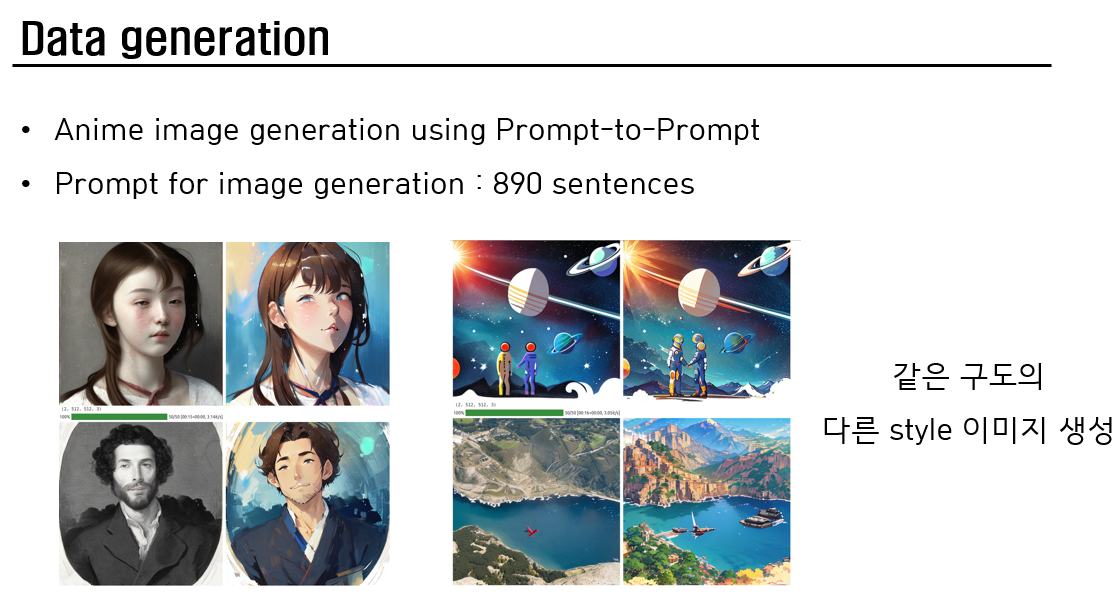 Data generation
• Anime image generation using Prompt-to-Prompt
• Prompt for image generation : 890 sentences
(2, 512, 512, 3)
100% 50/50 [00:15<00:00, 3.14it/s]
(2, 512, 512, 3)
100% 50/50 [00:16<00:00, 3.05it/s]
같은 구도의
다른 style 이미지 생성